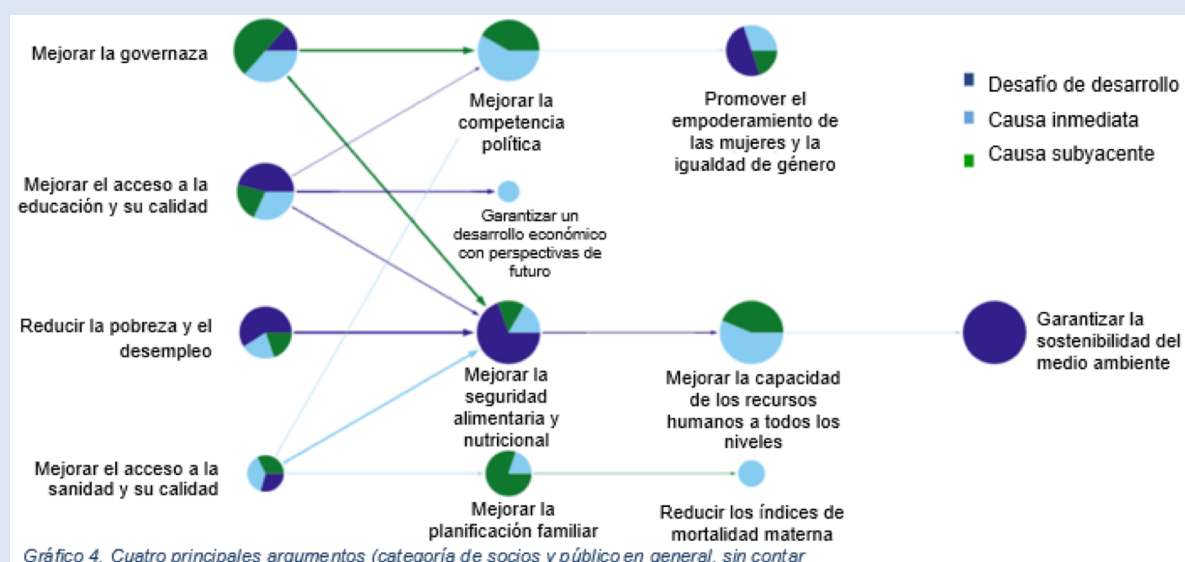 Mejorar la governaza
Mejorar la
competencia
política
Promover el
empoderamiento de
las mujeres y la
igualdad de género
Desafío de desarrollo
Causa inmediata
Causa subyacente
Mejorar el acceso a la
educación y su calidad
Garantizar un
desarrollo económico
con perspectivas de
futuro
Reducir la pobreza y el
desempleo
Mejorar la
seguridad
alimentaria y
nutricional
Mejorar la capacidad
de los recursos
humanos a todos los
niveles
Garantizar la
sostenibilidad del
medio ambiente
Mejorar el acceso a la
sanidad y su calidad
Mejorar la
planificación familiar
Reducir los índices de
mortalidad materna
Gráfico 4. Cuatro principales argumentos (categoría de socios y público en general, sin contar